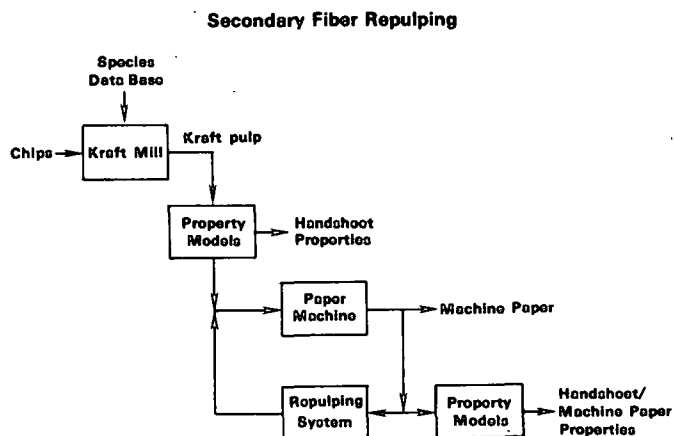 Secondary Fiber Repulping
Species
Data Base
Chips
Kraft Mill
Kraft pulp
Property
Models
Handsheet
Properties
Paper
Machine
Machine Paper
Repulping
System
Property
Models
Handsheet/
Machine Paper
Properties